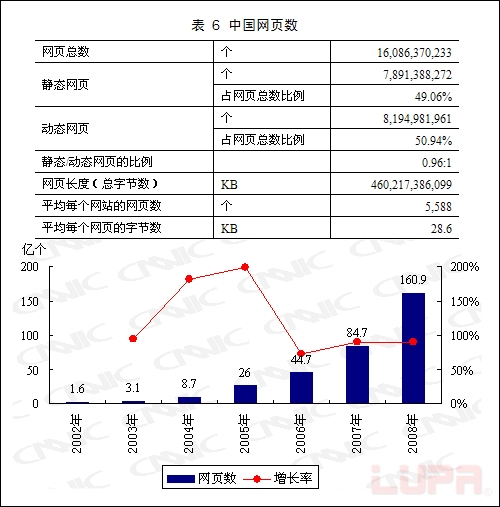 表 6 中国网页数
网页总数 个 16,086,370,233
静态网页 个 7,891,388,272
占网页总数比例 49.06%
动态网页 个 8,194,981,961
占网页总数比例 50.94%
静态/动态网页的比例 0.96:1
网页长度（总字节数） KB 460,217,386,099
平均每个网站的网页数 个 5,588
平均每个网页的字节数 KB 28.6
亿个
200 200%
150 150%
100 100%
50 50%
0 0%
1.6 3.1 8.7 26 44.7 84.7 160.9
2002年 2003年 2004年 2005年 2006年 2007年 2008年
网页数 增长率
CNNIC
LUPA